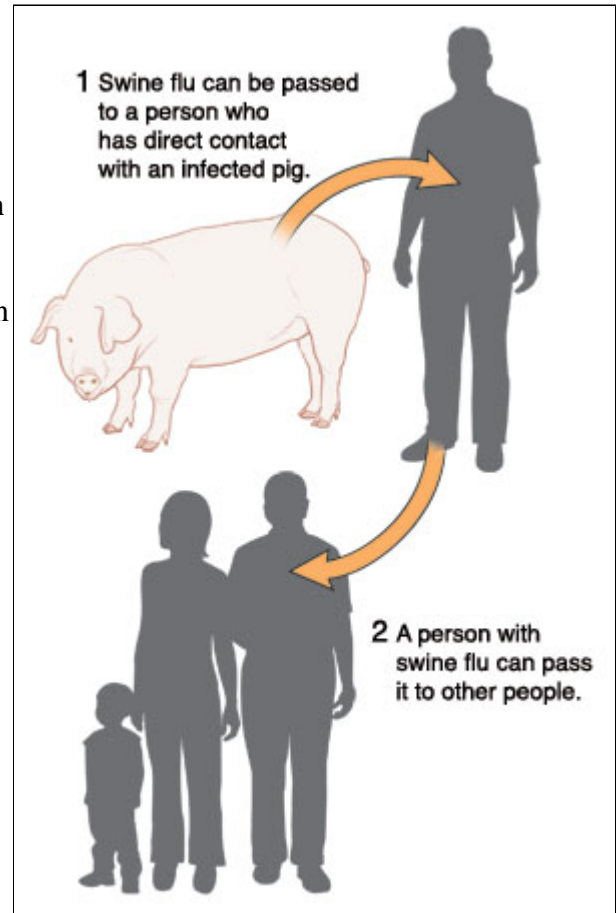 1 Swine flu can be passed
to a person who
has direct contact
with an infected pig.
2 A person with
swine flu can pass
it to other people.